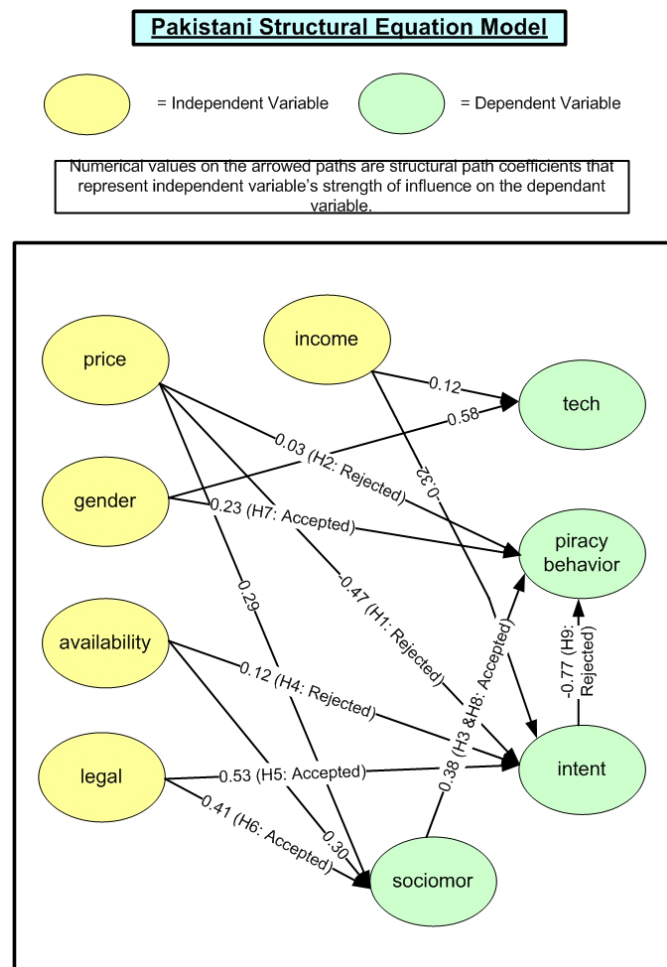 Pakistani Structural Equation Model
= Independent Variable
= Dependent Variable
Numerical values on the arrowed paths are structural path coefficients that
represent independent variable's strength of influence on the dependant
variable.
income
price
tech
0.12
0.58
gender
0.03 (H2: Rejected)
-0.32
0.23 (H7: Accepted)
piracy
behavior
-0.29
-0.47 (H1: Rejected)
availability
0.12 (H4: Rejected)
0.38 (H3 &H8: Accepted)
-0.77 (H9:
Rejected)
legal
0.53 (H5: Accepted)
intent
0.41 (H6: Accepted)
0.30
sociomor